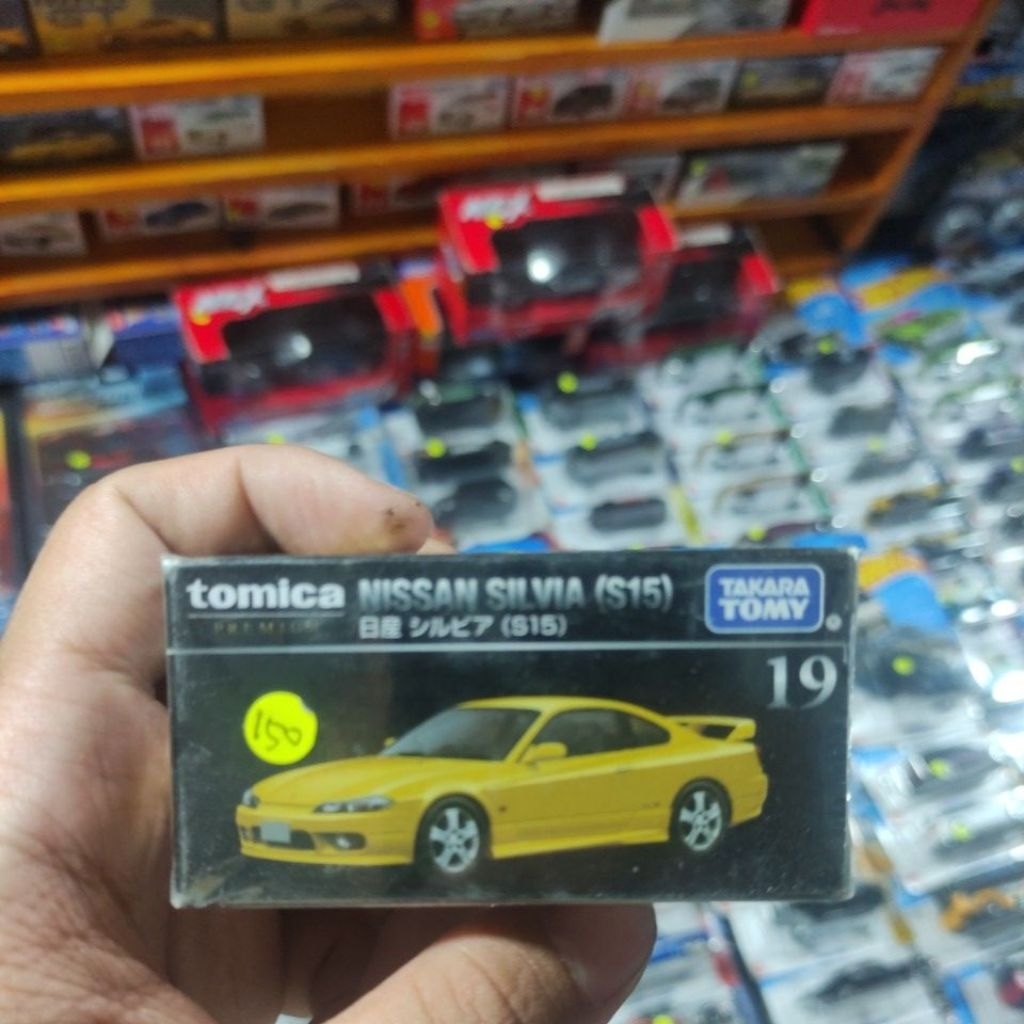 tomica NISSAN SILVIA (S15)
PREMIUM 日産 シルビア (S15)
TAKARA
TOMY
19
150